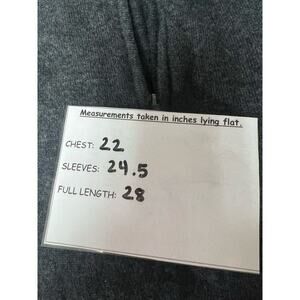 Measurements taken in inches lying flat.
CHEST: 22
SLEEVES: 24.5
FULL LENGTH: 28